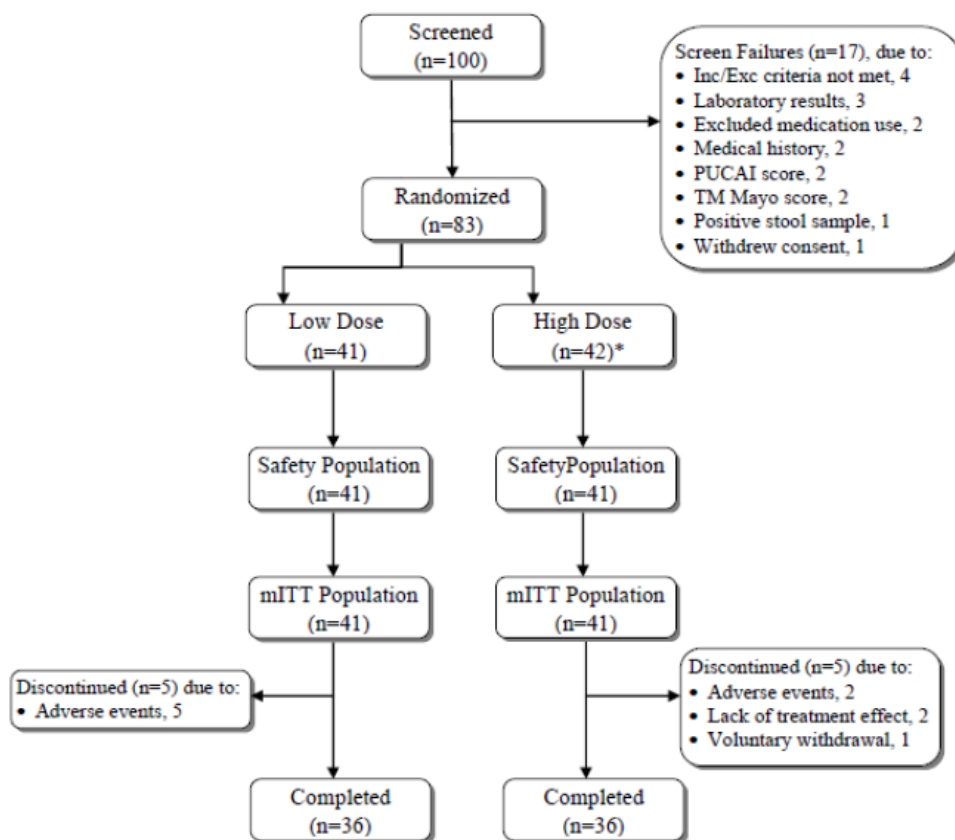 Screened
(n=100)
Screen Failures (n=17), due to:
• Inc/Exc criteria not met, 4
• Laboratory results, 3
• Excluded medication use, 2
• Medical history, 2
• PUCAI score, 2
• TM Mayo score, 2
• Positive stool sample, 1
• Withdrew consent, 1
Randomized
(n=83)
Low Dose
(n=41)
High Dose
(n=42)*
Safety Population
(n=41)
SafetyPopulation
(n=41)
mITT Population
(n=41)
mITT Population
(n=41)
Discontinued (n=5) due to:
• Adverse events, 5
Discontinued (n=5) due to:
• Adverse events, 2
• Lack of treatment effect, 2
• Voluntary withdrawal, 1
Completed
(n=36)
Completed
(n=36)